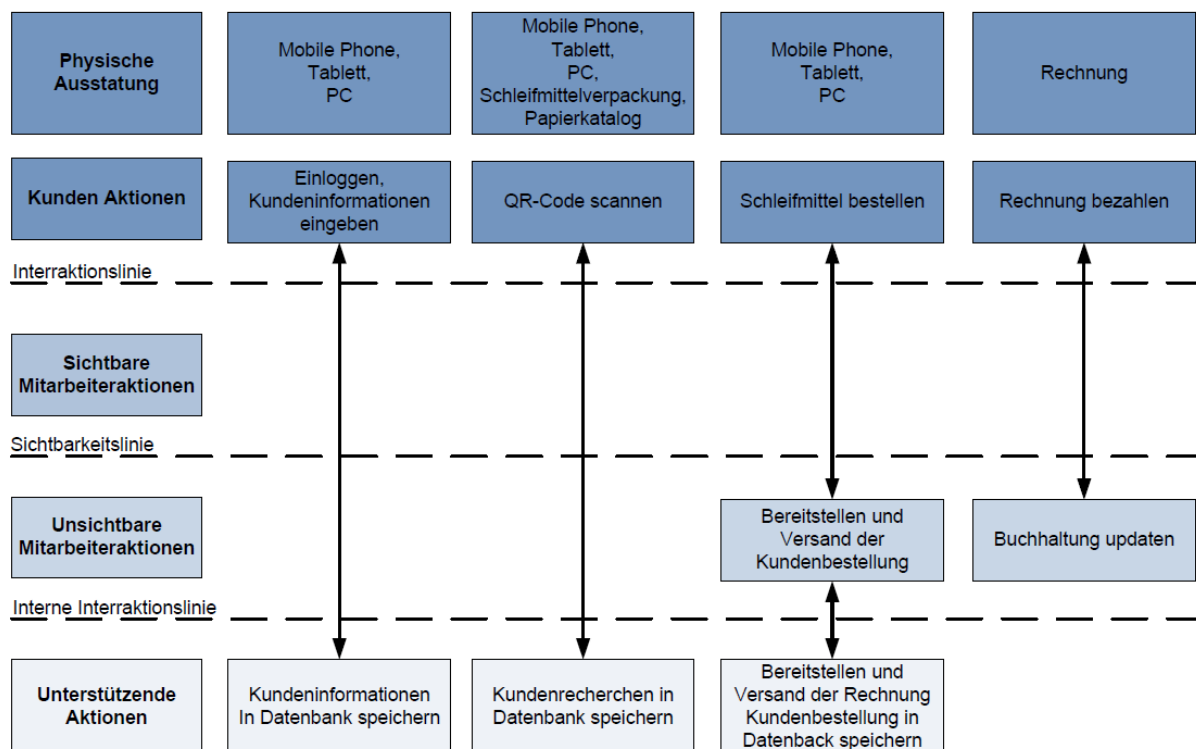 Physische
Ausstatung
Mobile Phone,
Tablett,
PC
Mobile Phone,
Tablett,
PC,
Schleifmittelverpackung,
Papierkatalog
Mobile Phone,
Tablett,
PC
Rechnung
Kunden Aktionen
Einloggen,
Kundeninformationen
eingeben
QR-Code scannen
Schleifmittel bestellen
Rechnung bezahlen
Interraktionslinie
Sichtbare
Mitarbeiteraktionen
Sichtbarkeitslinie
Unsichtbare
Mitarbeiteraktionen
Bereitstellen und
Versand der
Kundenbestellung
Buchhaltung updaten
Interne Interraktionslinie
Unterstützende
Aktionen
Kundeninformationen
In Datenbank speichern
Kundenrecherchen in
Datenbank speichern
Bereitstellen und
Versand der Rechnung
Kundenbestellung in
Datenback speichern